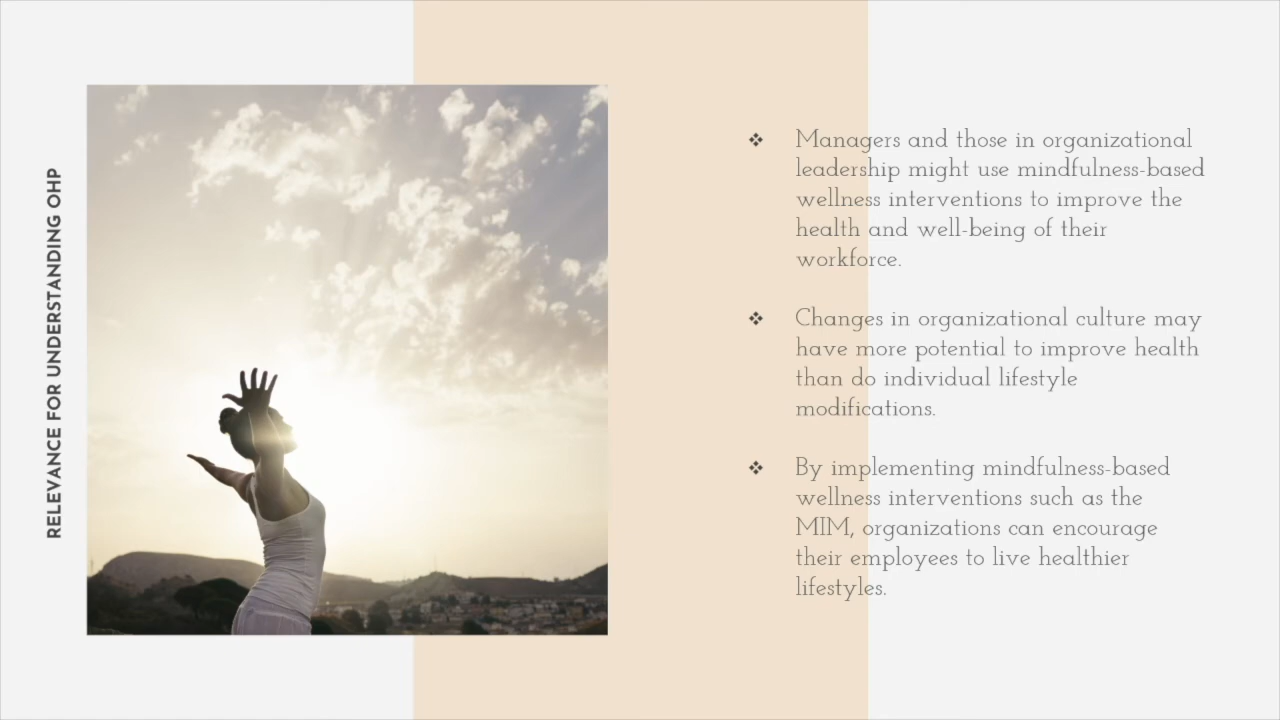 RELEVANCE FOR UNDERSTANDING OHP
❖ Managers and those in organizational
leadership might use mindfulness-based
wellness interventions to improve the
health and well-being of their
workforce.
❖ Changes in organizational culture may
have more potential to improve health
than do individual lifestyle
modifications.
❖ By implementing mindfulness-based
wellness interventions such as the
MIM, organizations can encourage
their employees to live healthier
lifestyles.